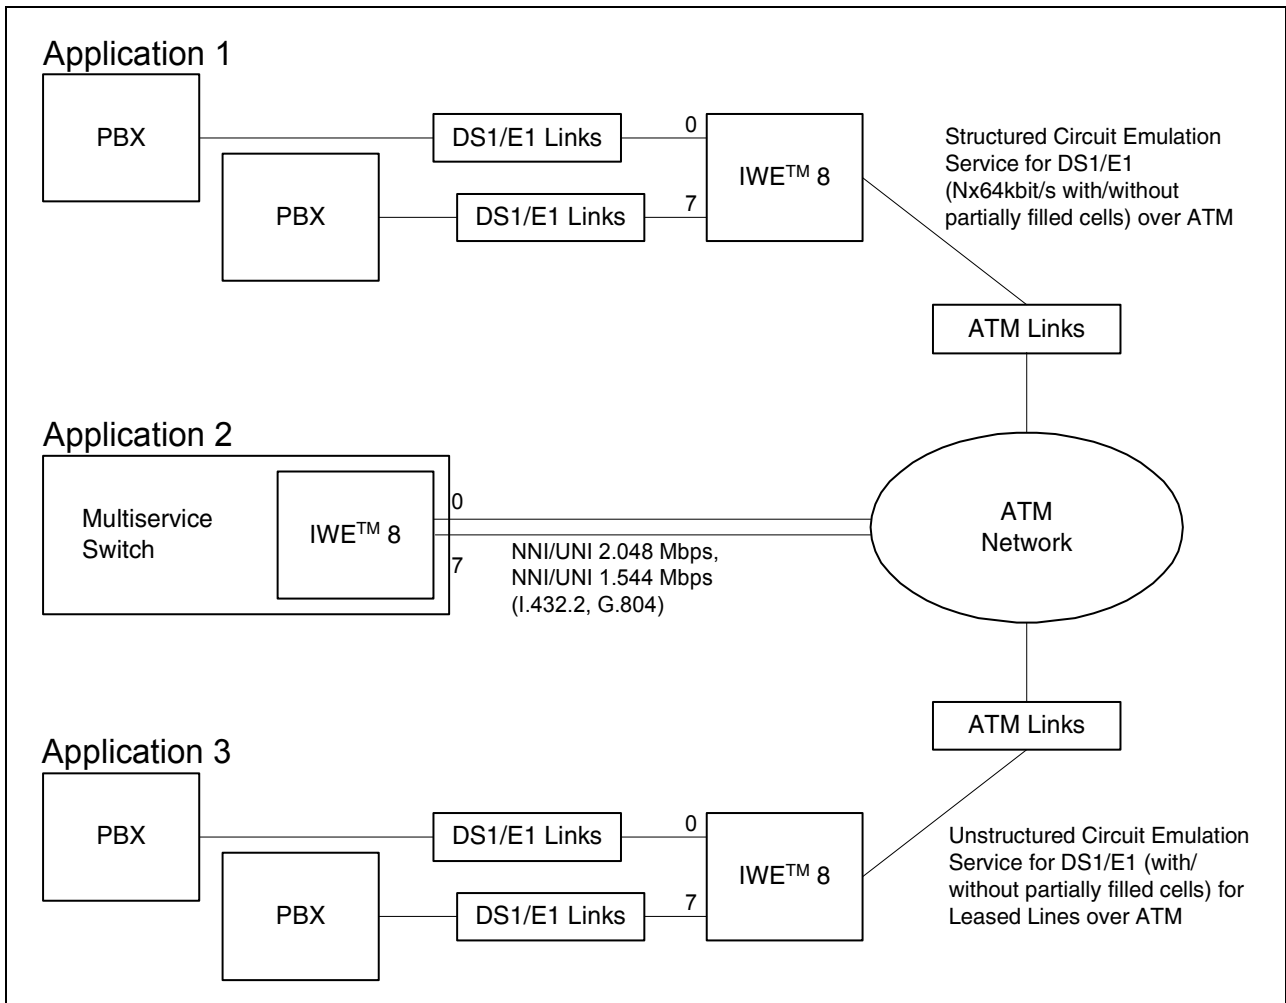 Application 1
PBX
DS1/E1 Links
0
IWE™ 8
PBX
DS1/E1 Links
7
Structured Circuit Emulation
Service for DS1/E1
(Nx64kbit/s with/without
partially filled cells) over ATM
ATM Links
Application 2
Multiservice
Switch
IWE™ 8
0
7
NNI/UNI 2.048 Mbps,
NNI/UNI 1.544 Mbps
(I.432.2, G.804)
ATM
Network
ATM Links
Application 3
PBX
DS1/E1 Links
0
IWE™ 8
PBX
DS1/E1 Links
7
Unstructured Circuit Emulation
Service for DS1/E1 (with/
without partially filled cells) for
Leased Lines over ATM